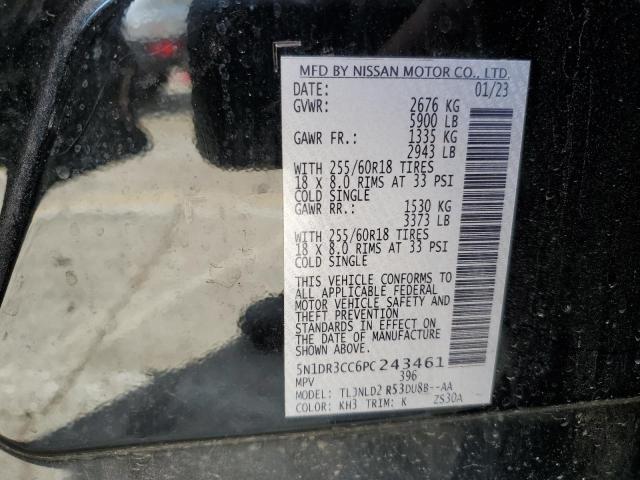 MFD BY NISSAN MOTOR CO., LTD.
DATE: 01/23
GVWR: 2676 KG
5900 LB
GAWR FR.: 1335 KG
2943 LB
WITH 255/60R18 TIRES
18 X 8.0 RIMS AT 33 PSI
COLD SINGLE
GAWR RR.: 1530 KG
3373 LB
WITH 255/60R18 TIRES
18 X 8.0 RIMS AT 33 PSI
COLD SINGLE
THIS VEHICLE CONFORMS TO
ALL APPLICABLE FEDERAL
MOTOR VEHICLE SAFETY AND
THEFT PREVENTION
STANDARDS IN EFFECT ON
THE DATE OF MANUFACTURE
SHOWN ABOVE.
5N1DR3CC6PC243461
MPV 396
MODEL: TLJNLD2 R53DU8B--AA
COLOR: KH3 TRIM: K ZS30A